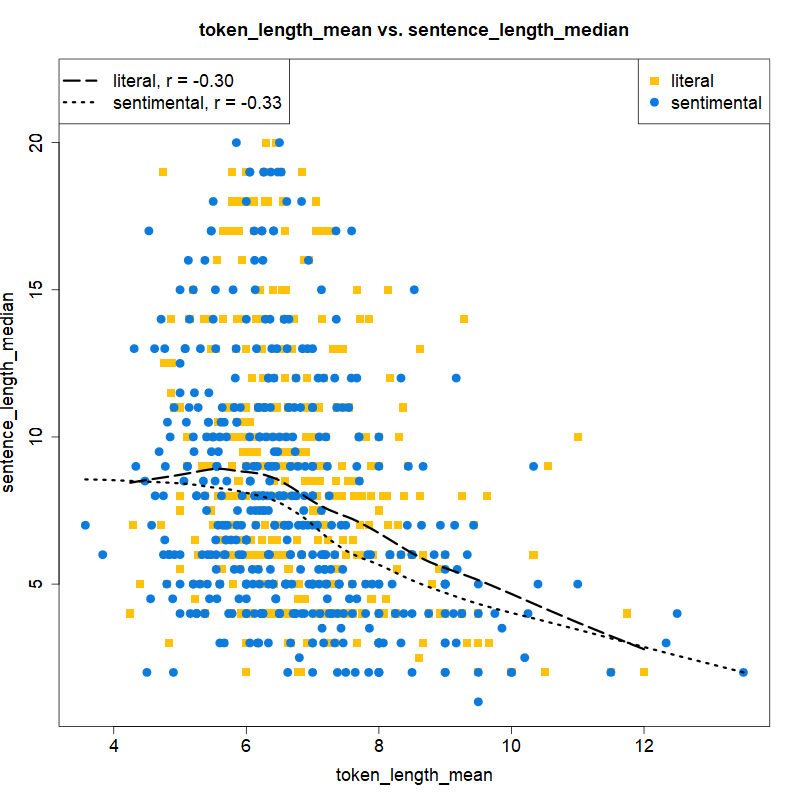 token_length_mean vs. sentence_length_median
literal, r = -0.30
sentimental, r = -0.33
literal
sentimental
20
15
10
5
sentence_length_median
4 6 8 10 12
token_length_mean